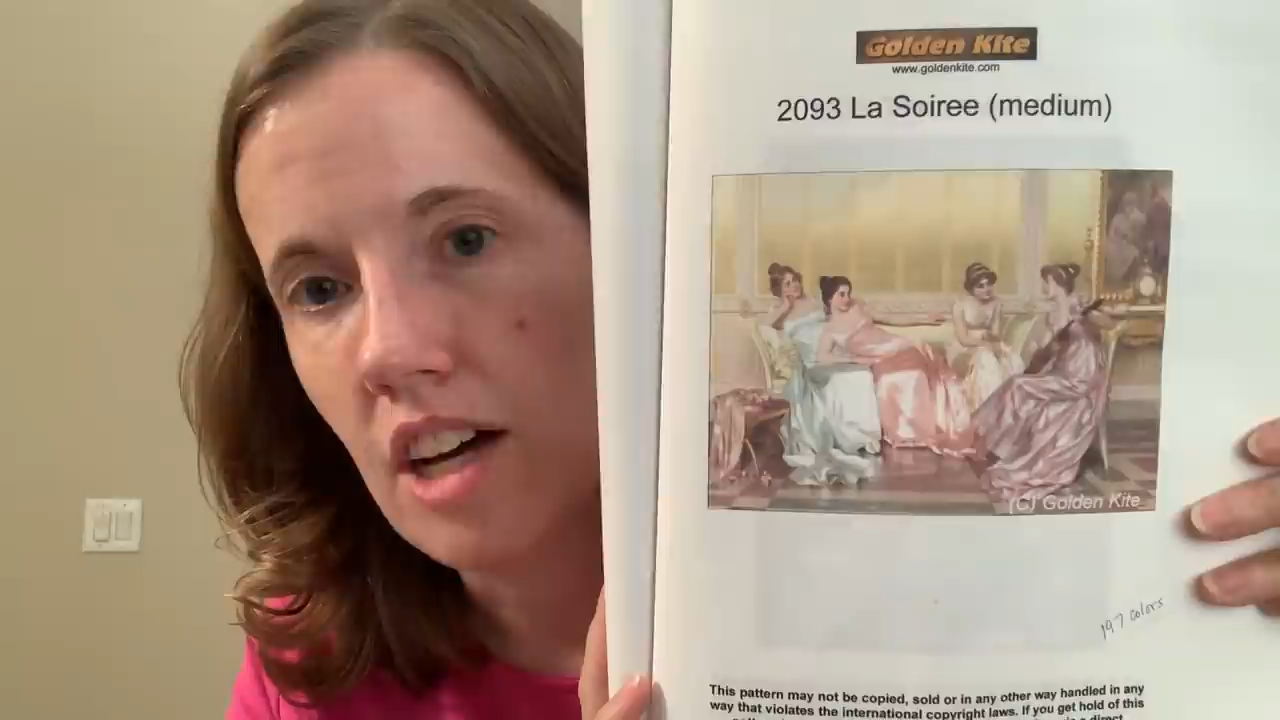 Golden Kite
www.goldenkite.com
2093 La Soiree (medium)
(C) Golden Kite
197 colors
This pattern may not be copied, sold or in any other way handled in any
way that violates the international copyright laws. If you get hold of this
direct